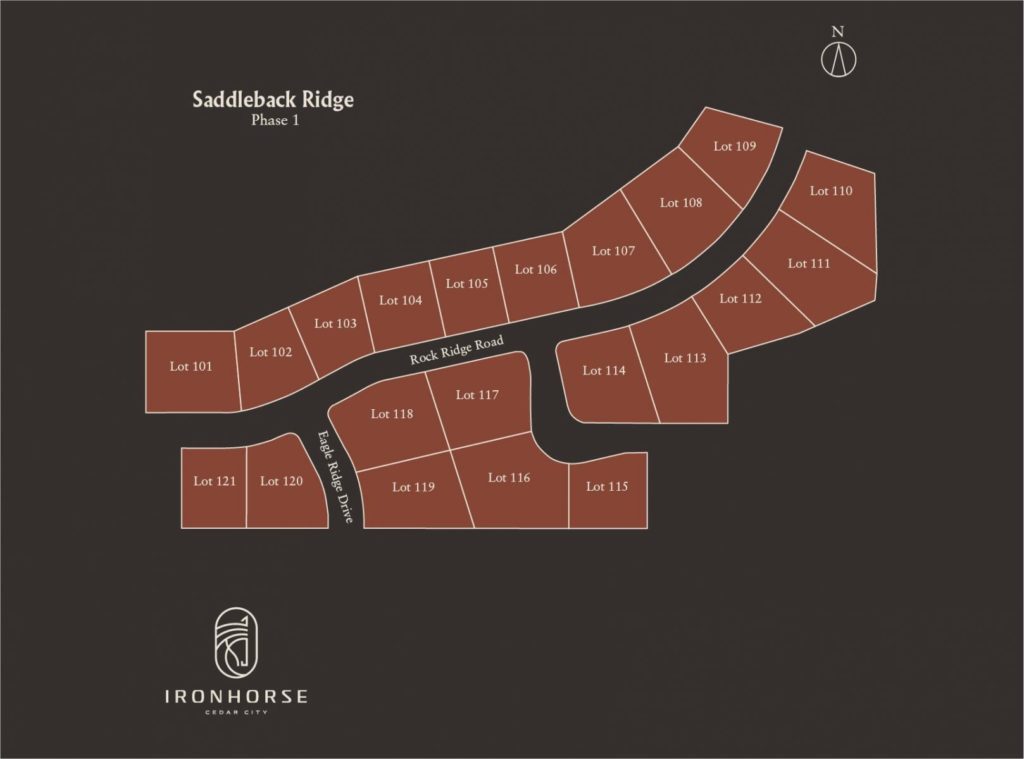 N
Saddleback Ridge
Phase 1
Lot 109
Lot 110
Lot 108
Lot 107
Lot 111
Lot 106
Lot 105
Lot 104
Lot 112
Lot 103
Lot 102
Rock Ridge Road
Lot 101
Lot 113
Lot 114
Lot 117
Lot 118
Eagle Ridge Drive
Lot 121
Lot 120
Lot 119
Lot 116
Lot 115
IRONHORSE
CEDAR CITY